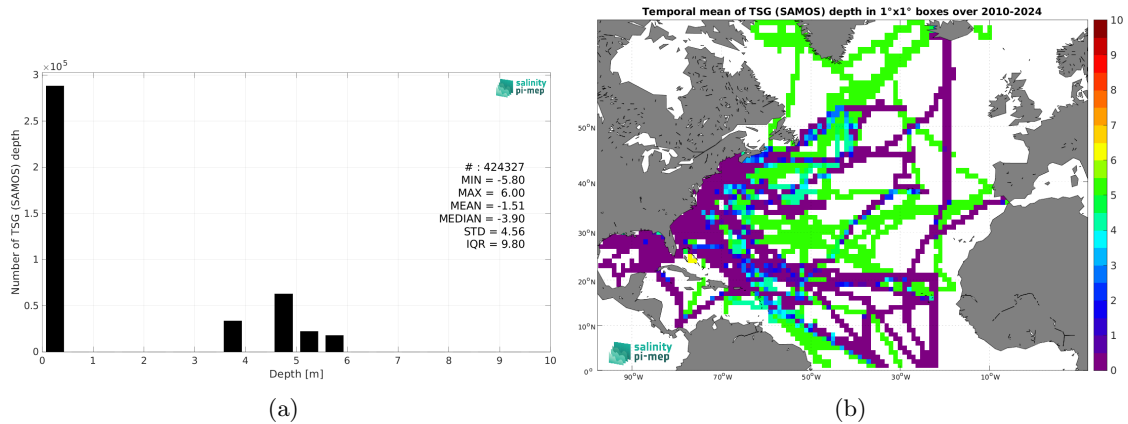 ×10⁵
3
2.5
2
1.5
1
0.5
0
Number of TSG (SAMOS) depth
salinity
pi-mep
# : 424327
MIN = -5.80
MAX = 6.00
MEAN = -1.51
MEDIAN = -3.90
STD = 4.56
IQR = 9.80
0 1 2 3 4 5 6 7 8 9 10
Depth [m]
(a)
Temporal mean of TSG (SAMOS) depth in 1°x1° boxes over 2010-2024
50°N
40°N
30°N
20°N
10°N
0°
90°W 70°W 50°W 30°W 10°W
salinity
pi-mep
10
9
8
7
6
5
4
3
2
1
0
(b)